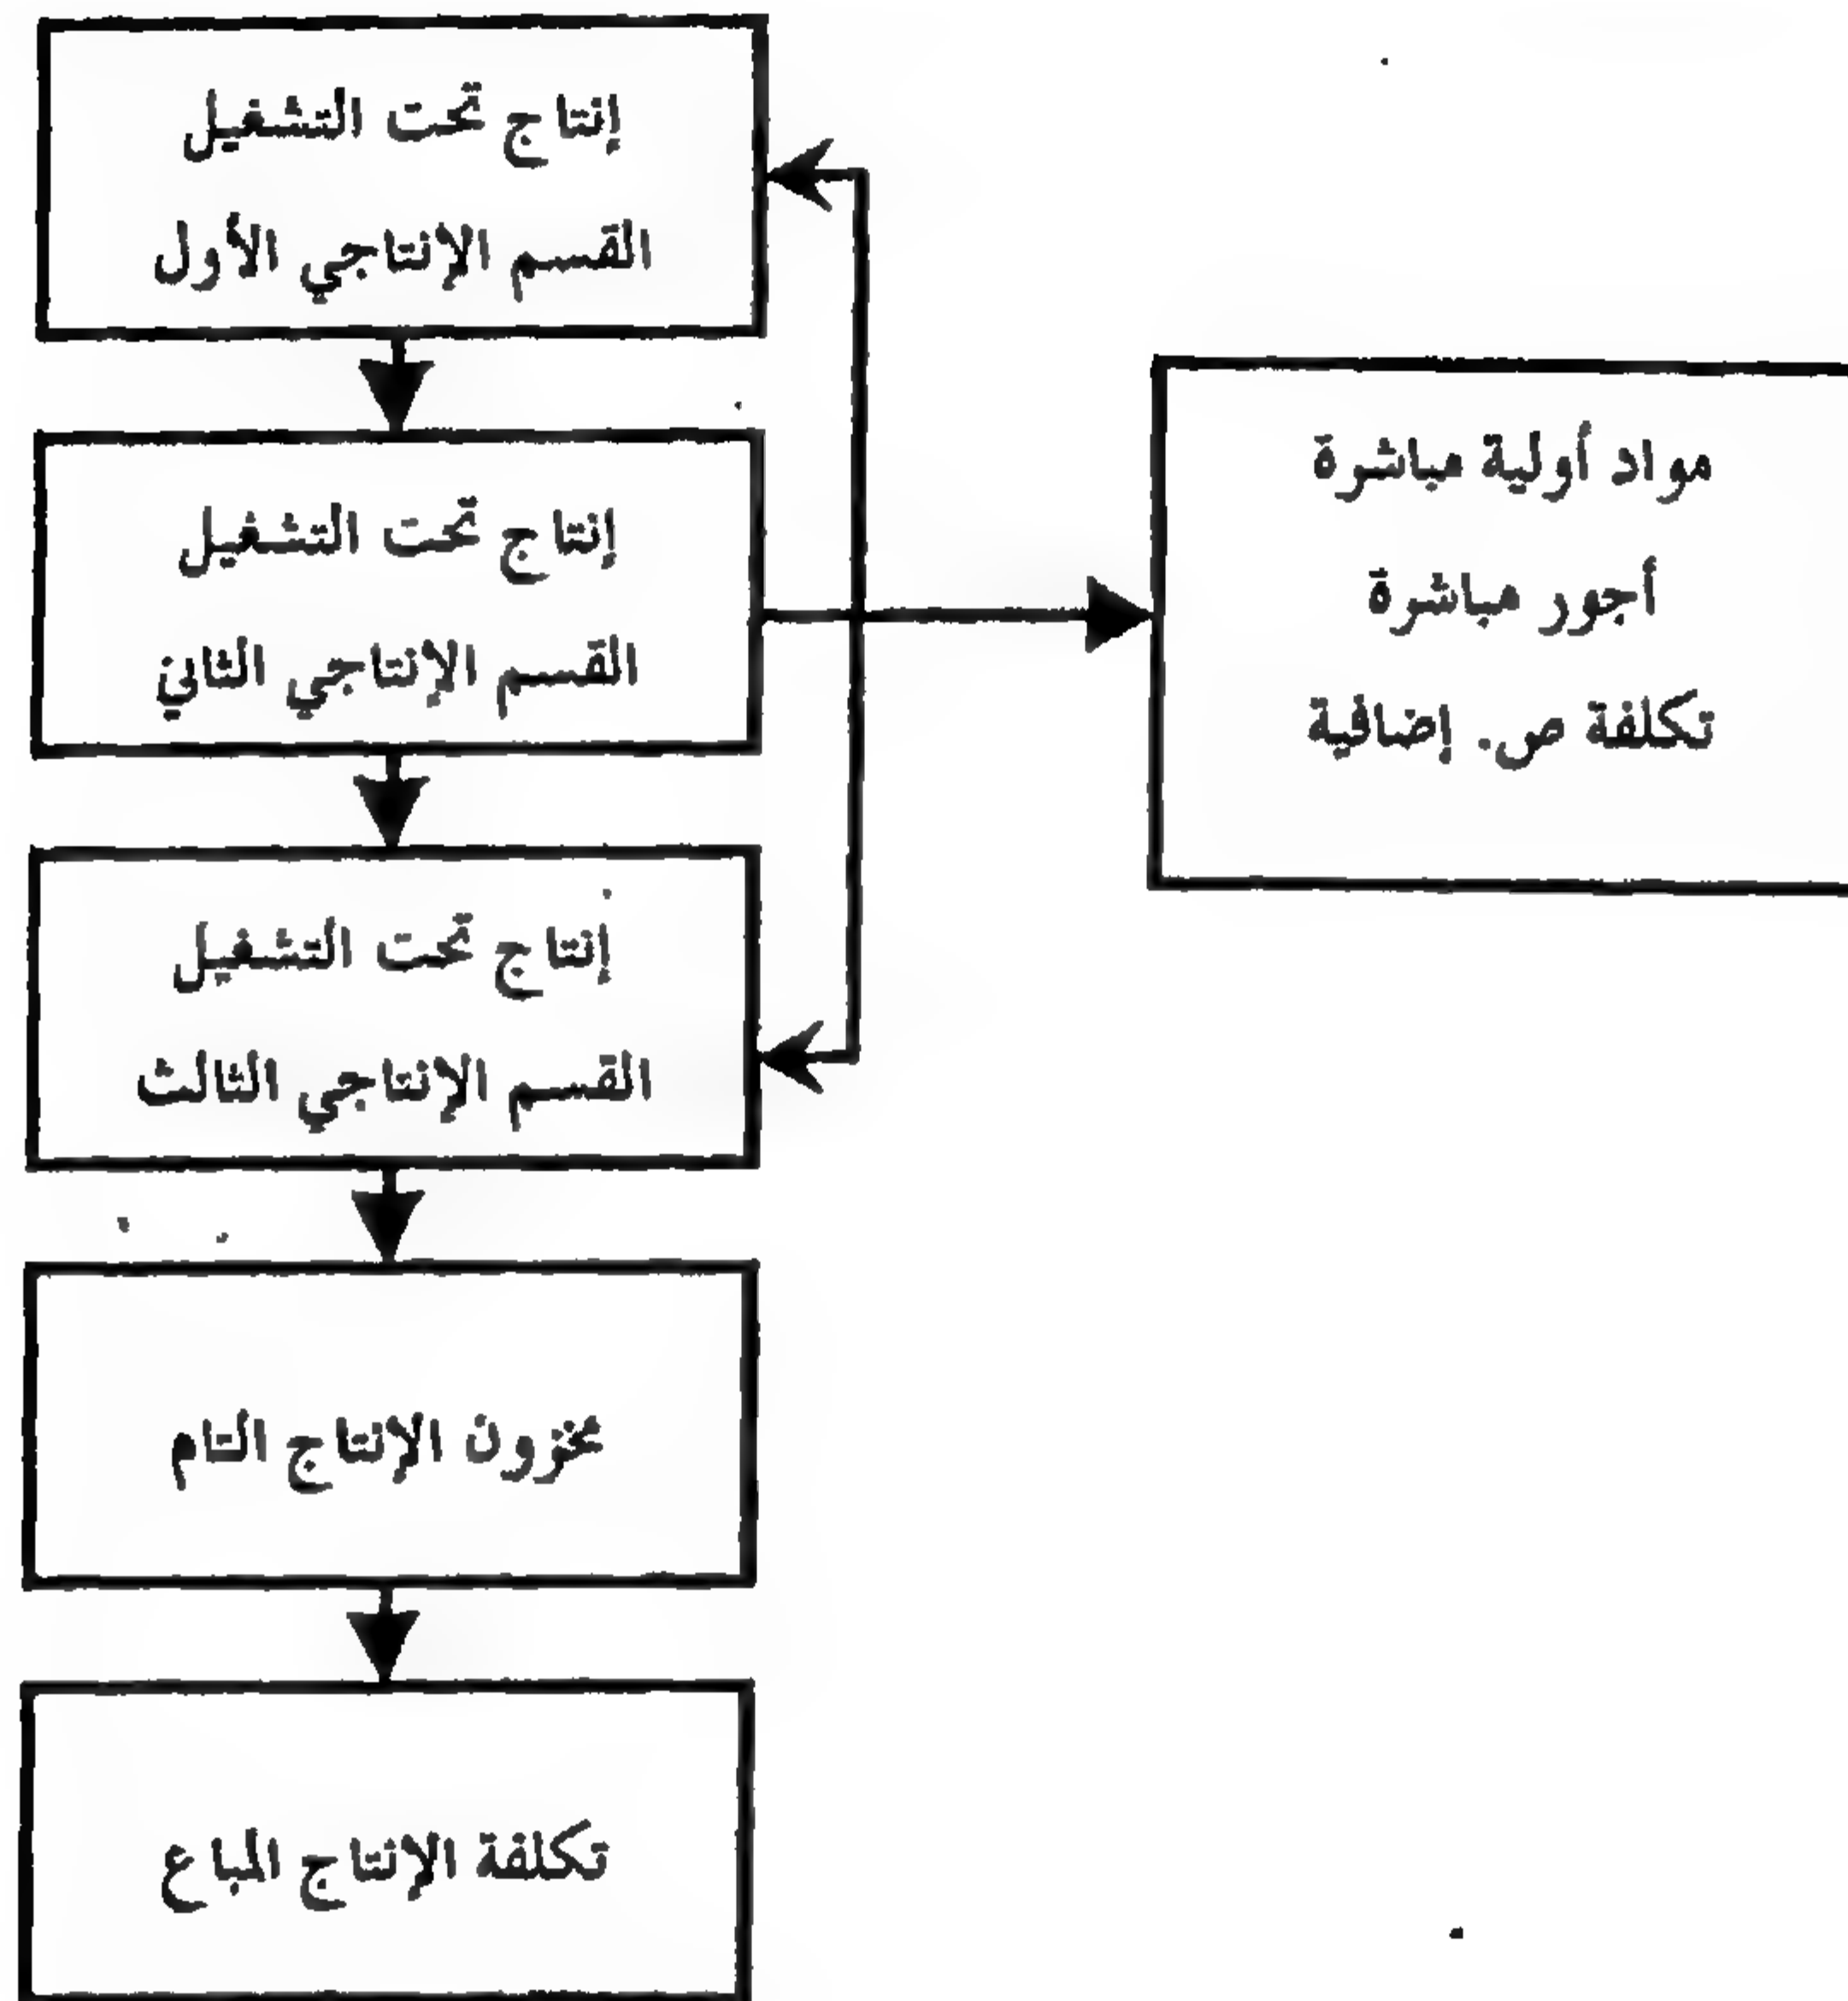 إنتاج تحت التشغيل
القسم الإنتاجي الأول
مواد أولية مباشرة
أجور مباشرة
تكلفة ص. إضافية
إنتاج تحت التشغيل
القسم الإنتاجي الثاني
إنتاج تحت التشغيل
القسم الإنتاجي الثالث
مخزون الإنتاج التام
تكلفة الإنتاج المباع